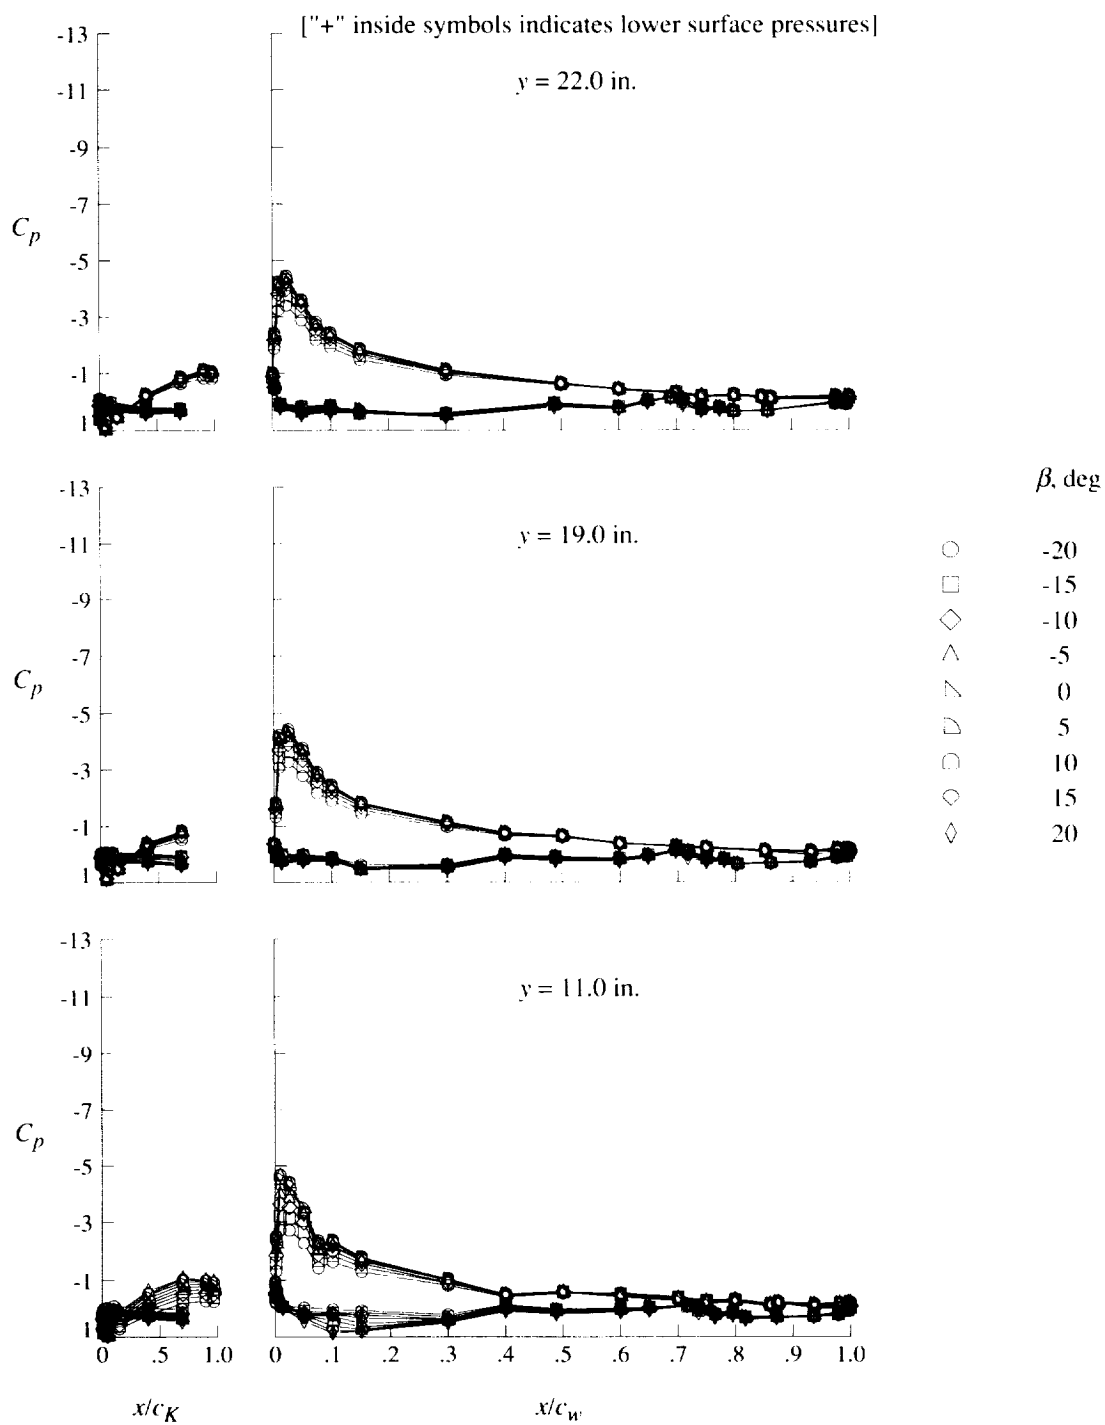 ["+" inside symbols indicates lower surface pressures]
-13
-11
-9
-7
-5
-3
-1
1
C_p
y = 22.0 in.
-13
-11
-9
-7
-5
-3
-1
1
C_p
y = 19.0 in.
β, deg
-20
-15
-10
-5
0
5
10
15
20
-13
-11
-9
-7
-5
-3
-1
1
C_p
y = 11.0 in.
0 .5 1.0
x/c_K
0 .1 .2 .3 .4 .5 .6 .7 .8 .9 1.0
x/c_w